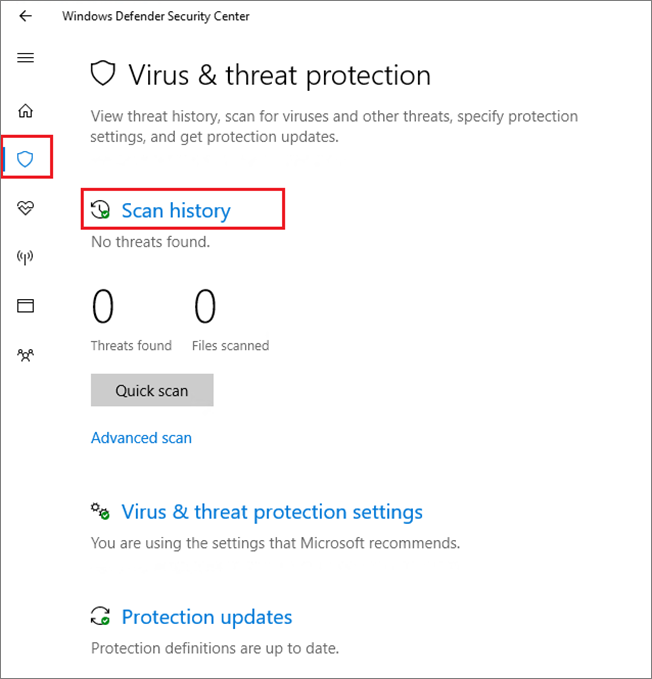 Windows Defender Security Center
Virus & threat protection
View threat history, scan for viruses and other threats, specify protection
settings, and get protection updates.
Scan history
No threats found.
0 0
Threats found Files scanned
Quick scan
Advanced scan
Virus & threat protection settings
You are using the settings that Microsoft recommends.
Protection updates
Protection definitions are up to date.